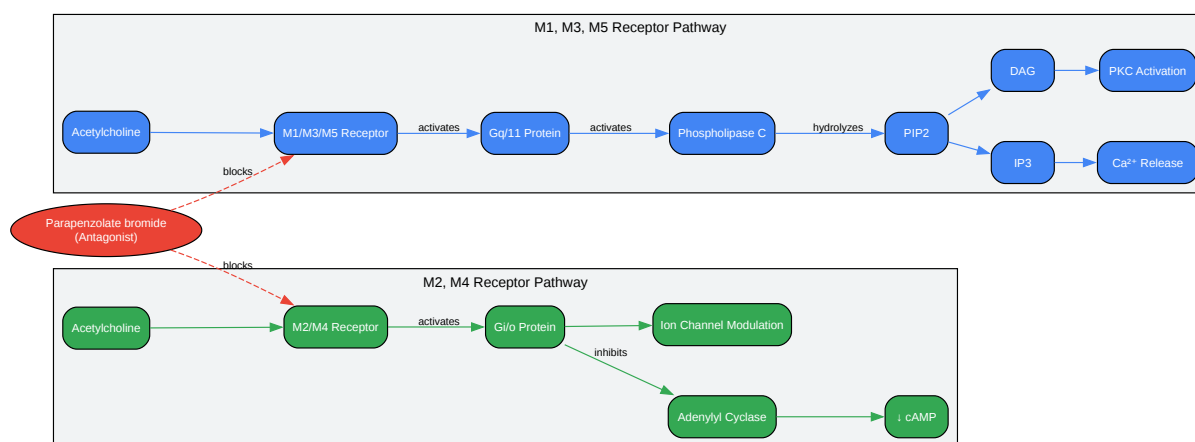 M1, M3, M5 Receptor Pathway
DAG
PKC Activation
Acetylcholine
M1/M3/M5 Receptor
activates
Gq/11 Protein
activates
Phospholipase C
hydrolyzes
PIP2
IP3
Ca²⁺ Release
blocks
Parapenzolate bromide
(Antagonist)
blocks
M2, M4 Receptor Pathway
Acetylcholine
M2/M4 Receptor
activates
Gi/o Protein
Ion Channel Modulation
inhibits
Adenylyl Cyclase
↓ cAMP